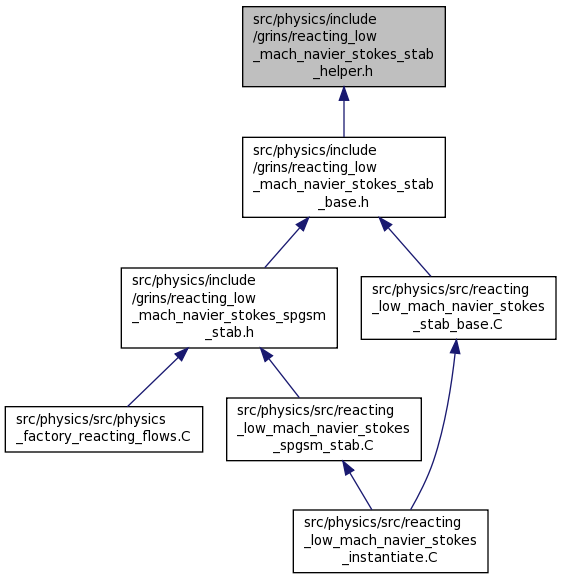 src/physics/include
/grins/reacting_low
_mach_navier_stokes_stab
_helper.h
src/physics/include
/grins/reacting_low
_mach_navier_stokes_stab
_base.h
src/physics/include
/grins/reacting_low
_mach_navier_stokes_spgsm
_stab.h
src/physics/src/reacting
_low_mach_navier_stokes
_stab_base.C
src/physics/src/physics
_factory_reacting_flows.C
src/physics/src/reacting
_low_mach_navier_stokes
_spgsm_stab.C
src/physics/src/reacting
_low_mach_navier_stokes
_instantiate.C